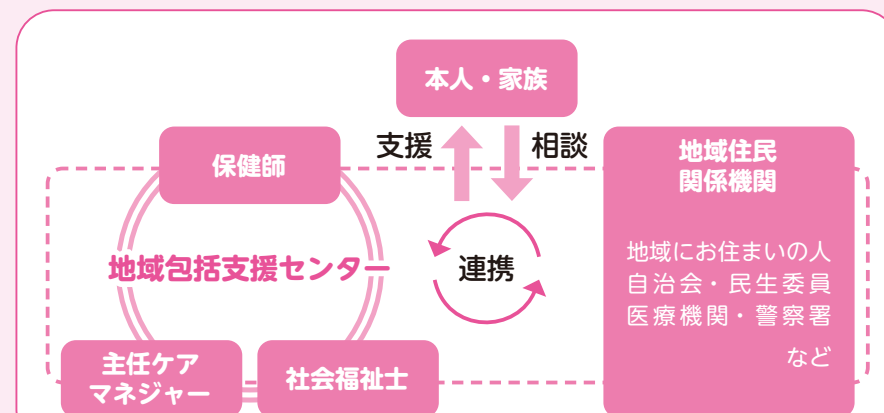 本人・家族
支援
相談
保健師
地域包括支援センター
主任ケア
マネジャー
社会福祉士
連携
地域住民
関係機関
地域にお住まいの人
自治会・民生委員
医療機関・警察署
など